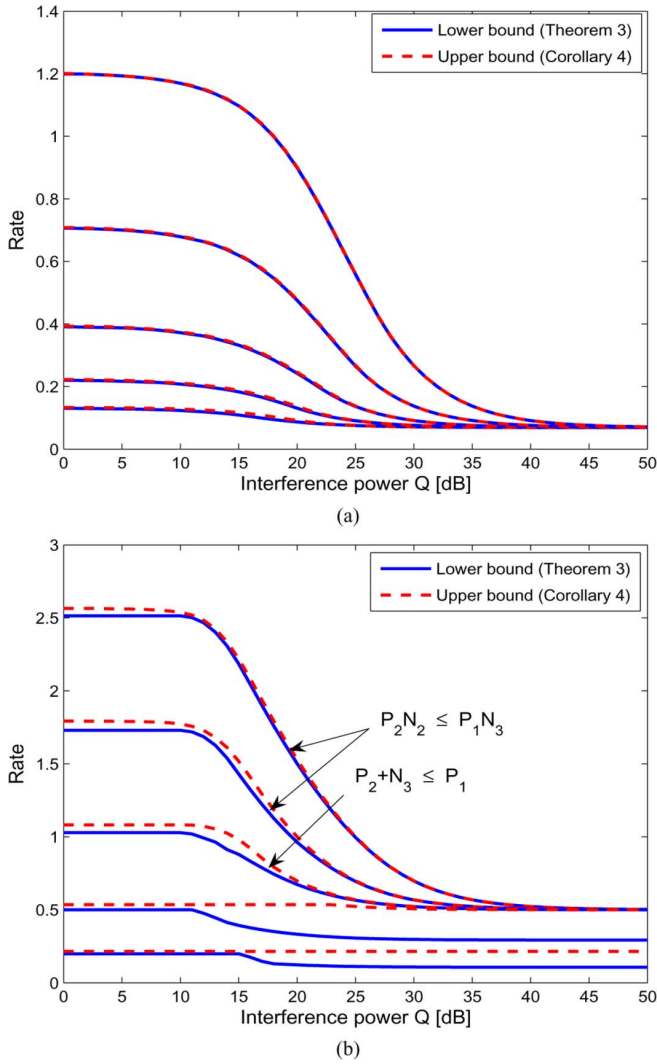 1.4
1.2
1
0.8
0.6
0.4
0.2
0
Rate
Lower bound (Theorem 3)
Upper bound (Corollary 4)
0 5 10 15 20 25 30 35 40 45 50
Interference power Q [dB]
(a)
3
2.5
2
1.5
1
0.5
0
Rate
Lower bound (Theorem 3)
Upper bound (Corollary 4)
P₂N₂ ≤ P₁N₃
P₂+N₃ ≤ P₁
0 5 10 15 20 25 30 35 40 45 50
Interference power Q [dB]
(b)